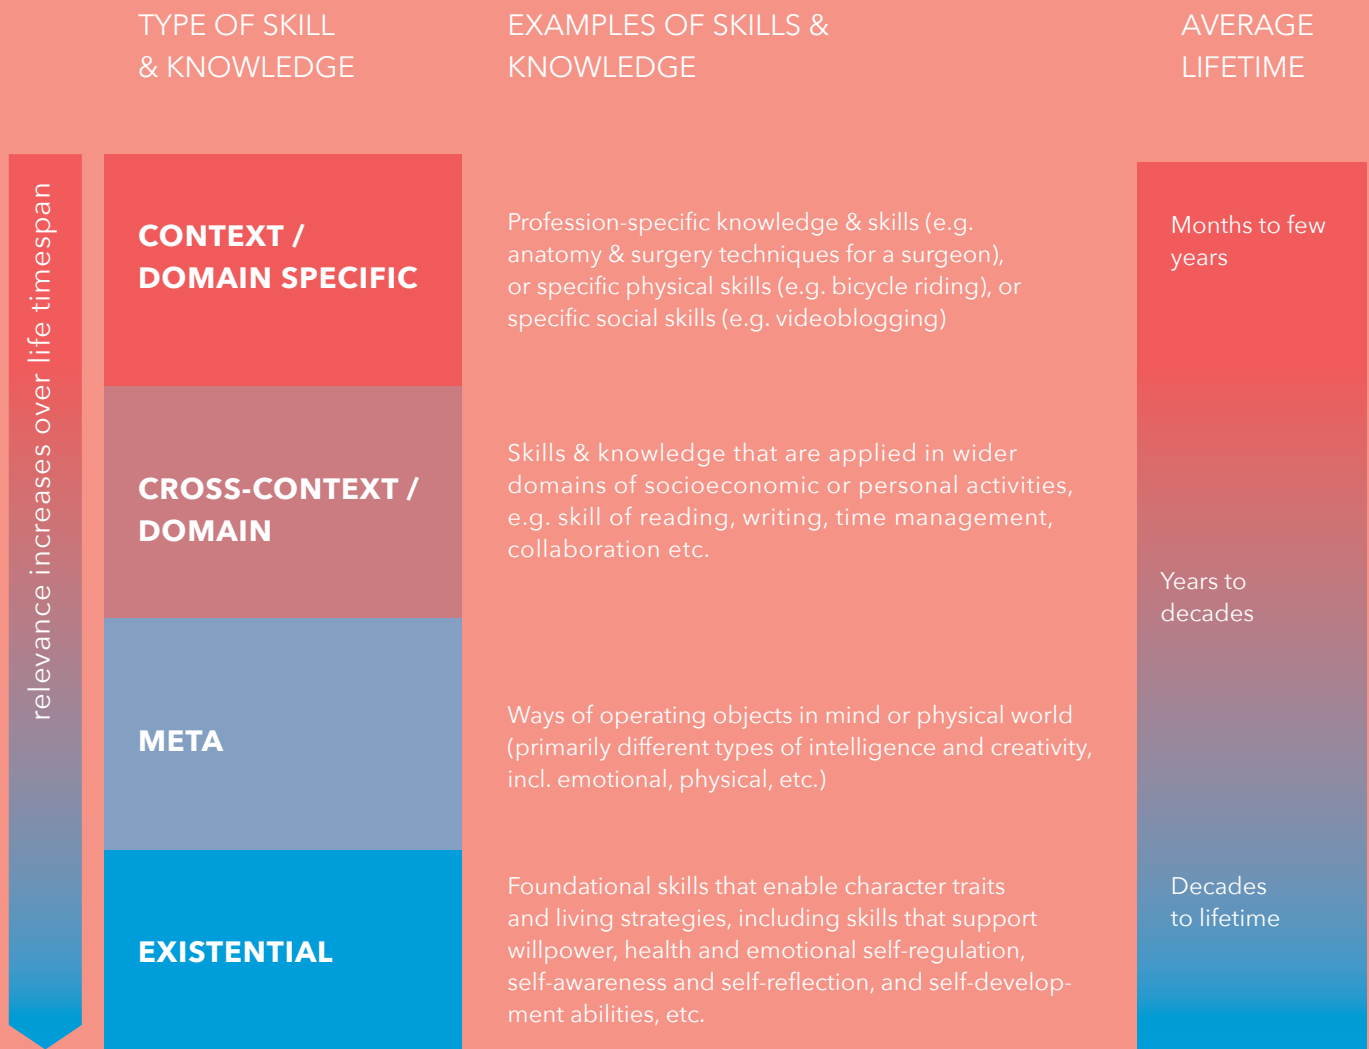 TYPE OF SKILL
& KNOWLEDGE
EXAMPLES OF SKILLS &
KNOWLEDGE
AVERAGE
LIFETIME
relevance increases over life timespan
CONTEXT /
DOMAIN SPECIFIC
Profession-specific knowledge & skills (e.g.
anatomy & surgery techniques for a surgeon),
or specific physical skills (e.g. bicycle riding), or
specific social skills (e.g. videoblogging)
Months to few
years
CROSS-CONTEXT /
DOMAIN
Skills & knowledge that are applied in wider
domains of socioeconomic or personal activities,
e.g. skill of reading, writing, time management,
collaboration etc.
Years to
decades
META
Ways of operating objects in mind or physical world
(primarily different types of intelligence and creativity,
incl. emotional, physical, etc.)
EXISTENTIAL
Foundational skills that enable character traits
and living strategies, including skills that support
willpower, health and emotional self-regulation,
self-awareness and self-reflection, and self-develop-
ment abilities, etc.
Decades
to lifetime